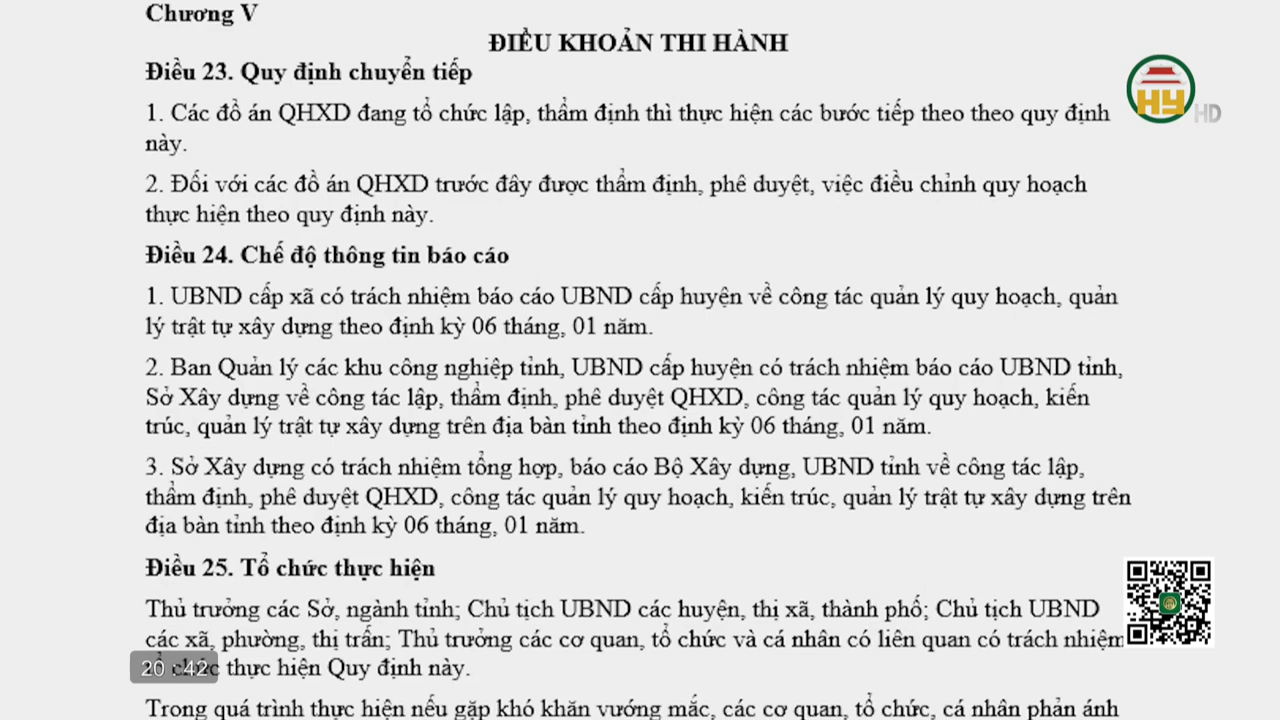 Chương V
ĐIỀU KHOẢN THI HÀNH
Điều 23. Quy định chuyển tiếp
1. Các đồ án QHXD đang tổ chức lập, thẩm định thì thực hiện các bước tiếp theo theo quy định
này.
2. Đối với các đồ án QHXD trước đây được thẩm định, phê duyệt, việc điều chỉnh quy hoạch
thực hiện theo quy định này.
Điều 24. Chế độ thông tin báo cáo
1. UBND cấp xã có trách nhiệm báo cáo UBND cấp huyện về công tác quản lý quy hoạch, quản
lý trật tự xây dựng theo định kỳ 06 tháng, 01 năm.
2. Ban Quản lý các khu công nghiệp tỉnh, UBND cấp huyện có trách nhiệm báo cáo UBND tỉnh,
Sở Xây dựng về công tác lập, thẩm định, phê duyệt QHXD, công tác quản lý quy hoạch, kiến
trúc, quản lý trật tự xây dựng trên địa bàn tỉnh theo định kỳ 06 tháng, 01 năm.
3. Sở Xây dựng có trách nhiệm tổng hợp, báo cáo Bộ Xây dựng, UBND tỉnh về công tác lập,
thẩm định, phê duyệt QHXD, công tác quản lý quy hoạch, kiến trúc, quản lý trật tự xây dựng trên
địa bàn tỉnh theo định kỳ 06 tháng, 01 năm.
Điều 25. Tổ chức thực hiện
Thủ trưởng các Sở, ngành tỉnh; Chủ tịch UBND các huyện, thị xã, thành phố; Chủ tịch UBND
các xã, phường, thị trấn; Thủ trưởng các cơ quan, tổ chức và cá nhân có liên quan có trách nhiệm
chức thực hiện Quy định này.
Trong quá trình thực hiện nếu gặp khó khăn vướng mắc, các cơ quan, tổ chức, cá nhân phản ánh
HY HD
20 42